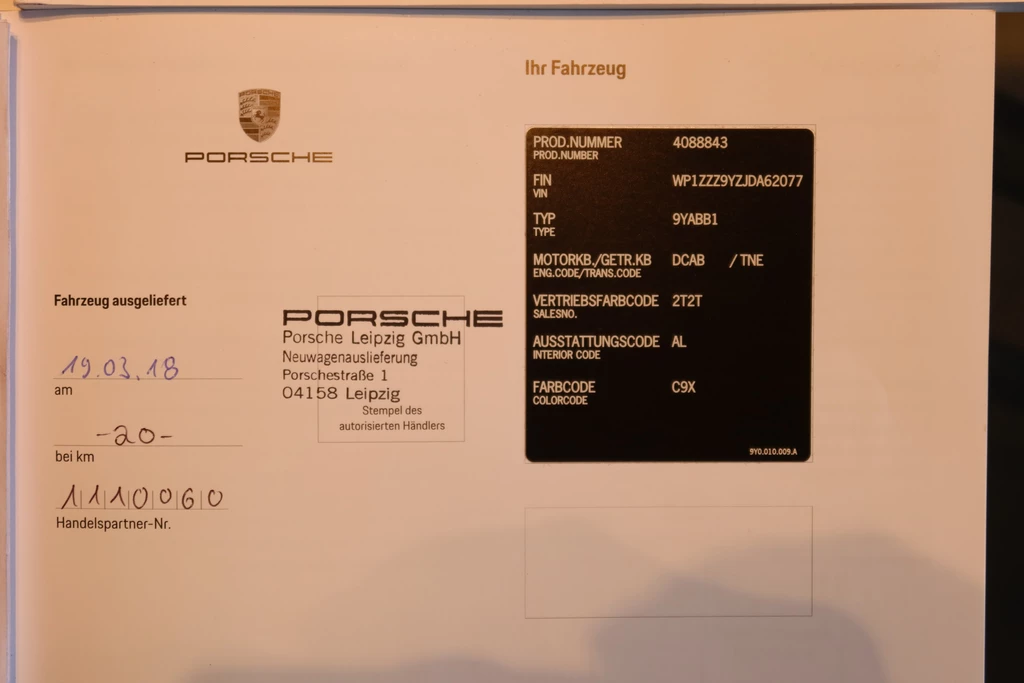 PORSCHE
PORSCHE
Fahrzeug ausgeliefert
19.03.18
am
-20-
bei km
1110060
Handelspartner-Nr.
PORSCHE
Porsche Leipzig GmbH
Neuwagenauslieferung
Porschestraße 1
04158 Leipzig
Stempel des
autorisierten Händlers
Ihr Fahrzeug
PROD.NUMMER 4088843
PROD.NUMBER
FIN WP1ZZZ9YZJDA62077
VIN
TYP 9YABB1
TYPE
MOTORKB./GETR.KB DCAB / TNE
ENG.CODE/TRANS.CODE
VERTRIEBSFARBCODE 2T2T
SALESNO.
AUSSTATTUNGSCODE AL
INTERIOR CODE
FARBCODE C9X
COLORCODE
9Y0.010.009.A